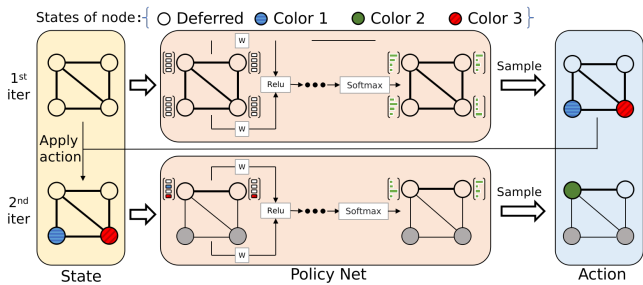 States of node: Deferred Color 1 Color 2 Color 3
1st iter
W
Relu
Softmax
W
Sample
Apply action
2nd iter
W
Relu
Softmax
W
Sample
State
Policy Net
Action